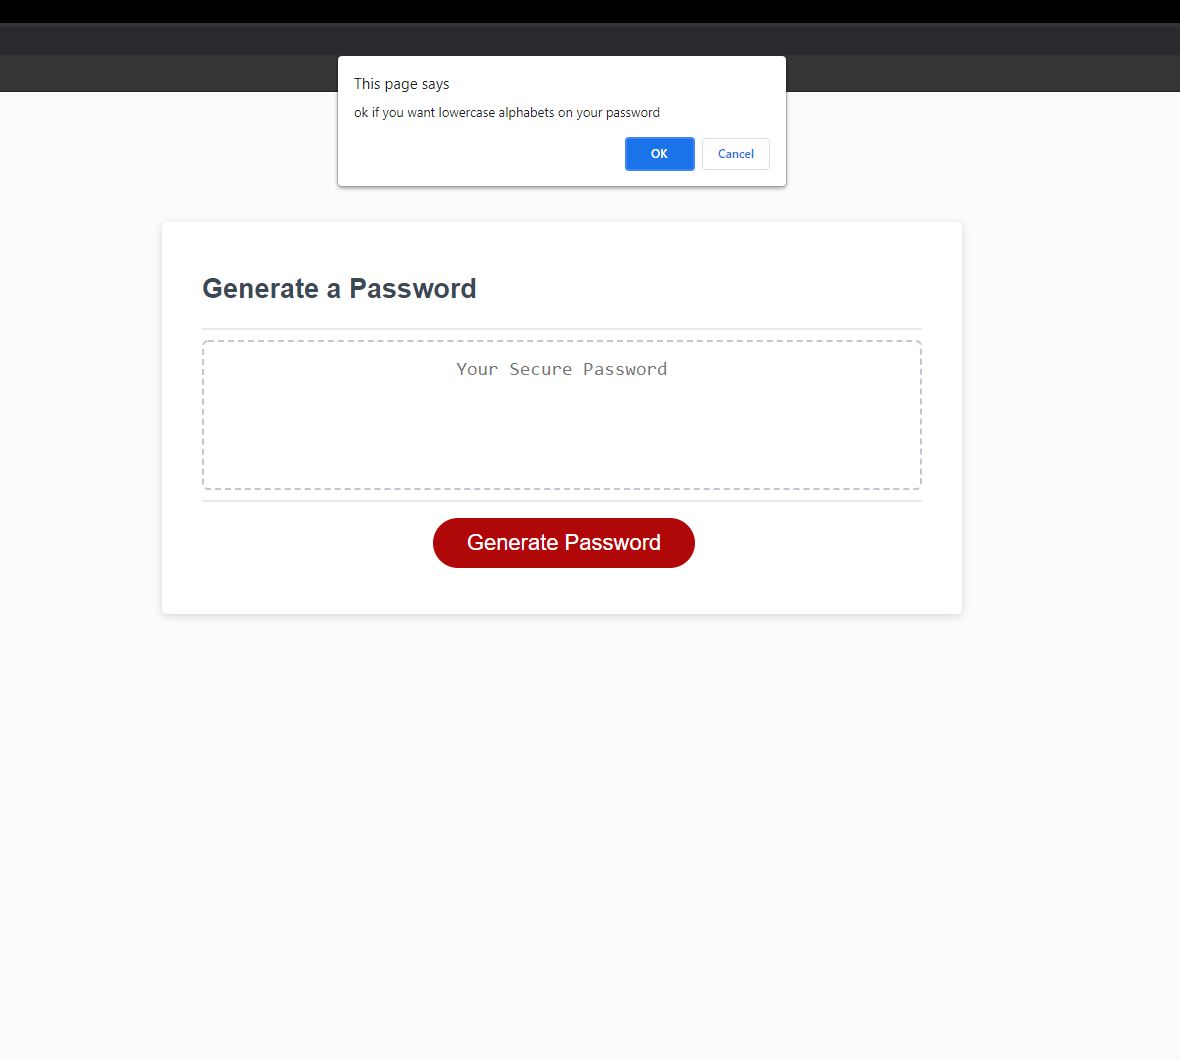 This page says
ok if you want lowercase alphabets on your password
OK
Cancel
Generate a Password
Your Secure Password
Generate Password